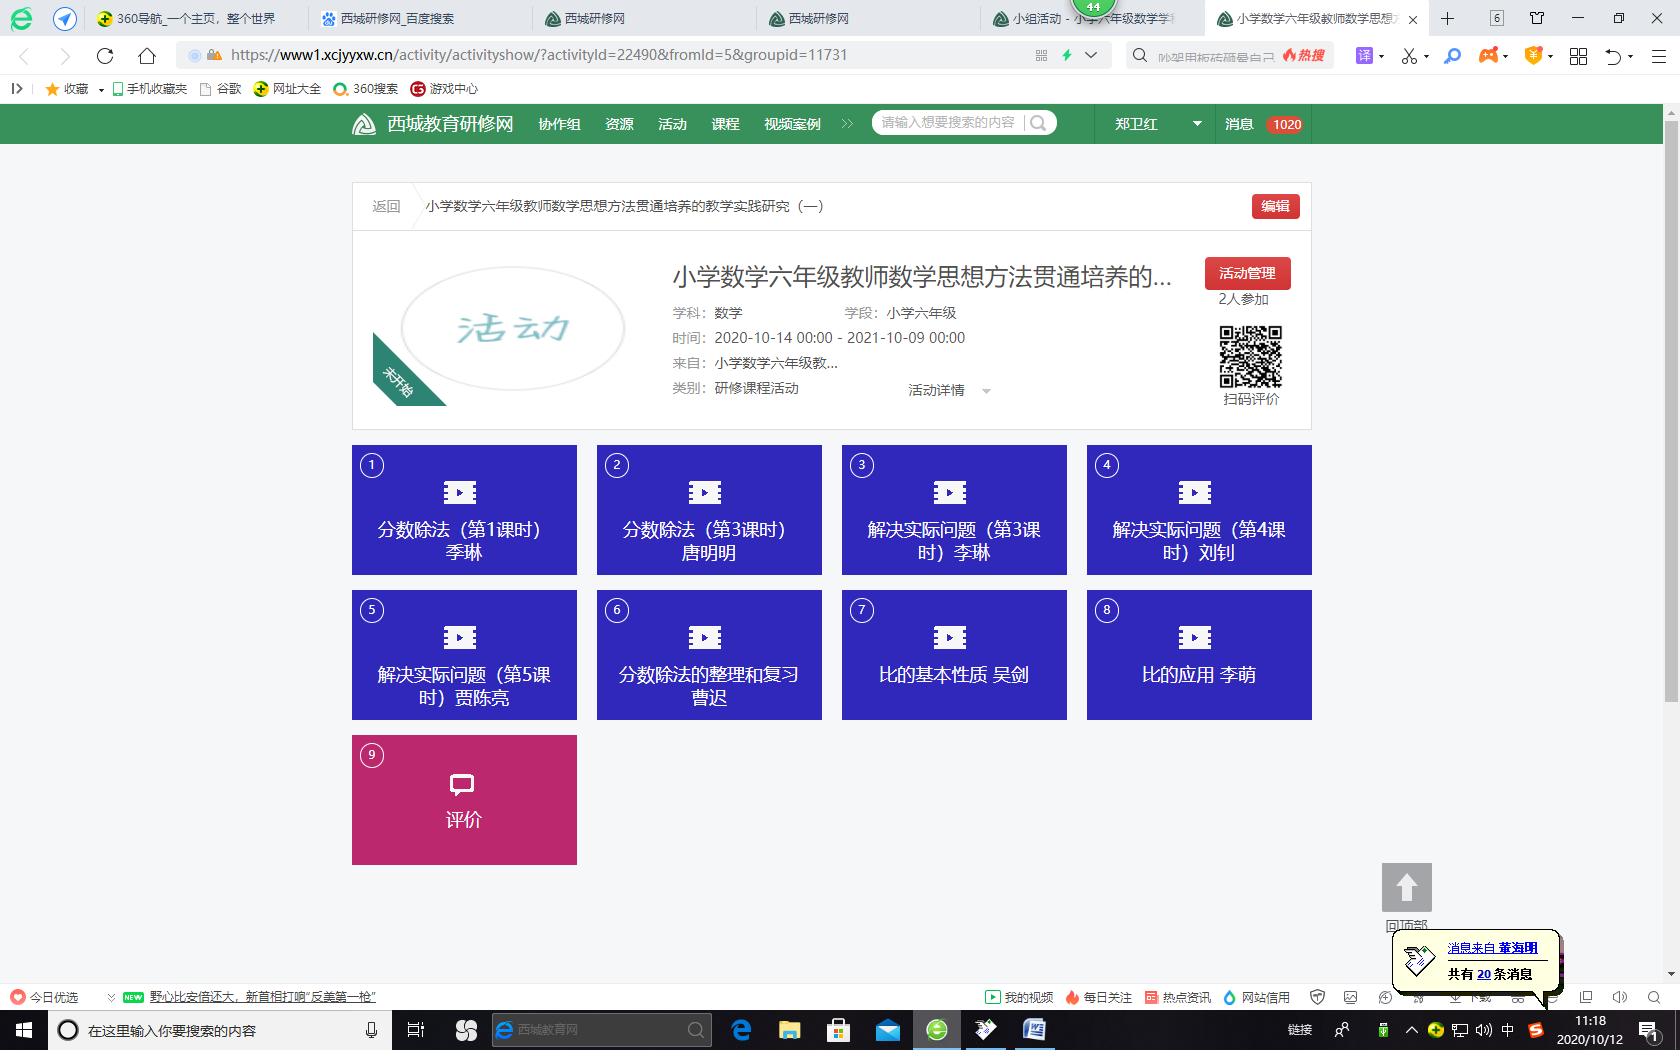 360导航_一个主页，整个世界
西城研修网_百度搜索
西城研修网
西城研修网
小组活动 - 小学六年级数学学科
44
小学数学六年级教师数学思想方
6
https://www1.xcjyyxw.cn/activity/activityshow/?activityId=22490&fromId=5&groupid=11731
热搜
译
收藏
手机收藏夹
谷歌
网址大全
360搜索
游戏中心
西城教育研修网
协作组
资源
活动
课程
视频案例
请输入想要搜索的内容
郑卫红
消息
1020
返回
小学数学六年级教师数学思想方法贯通培养的教学实践研究（一）
编辑
活动
未开始
小学数学六年级教师数学思想方法贯通培养的...
学科：数学
学段：小学六年级
时间：2020-10-14 00:00 - 2021-10-09 00:00
来自：小学数学六年级教...
类别：研修课程活动
活动详情
活动管理
2人参加
扫码评价
1
分数除法（第1课时）
季琳
2
分数除法（第3课时）
唐明明
3
解决实际问题（第3课
时）李琳
4
解决实际问题（第4课
时）刘钊
5
解决实际问题（第5课
时）贾陈亮
6
分数除法的整理和复习
曹迟
7
比的基本性质 吴剑
8
比的应用 李萌
9
评价
回顶部
消息来自 董海明
共有 20 条消息
今日优选
NEW
野心比安倍还大，新首相打响“反美第一枪”
我的视频
每日关注
热点资讯
网站信用
下载
在这里输入你要搜索的内容
西城教育网
链接
中
11:18
2020/10/12
1